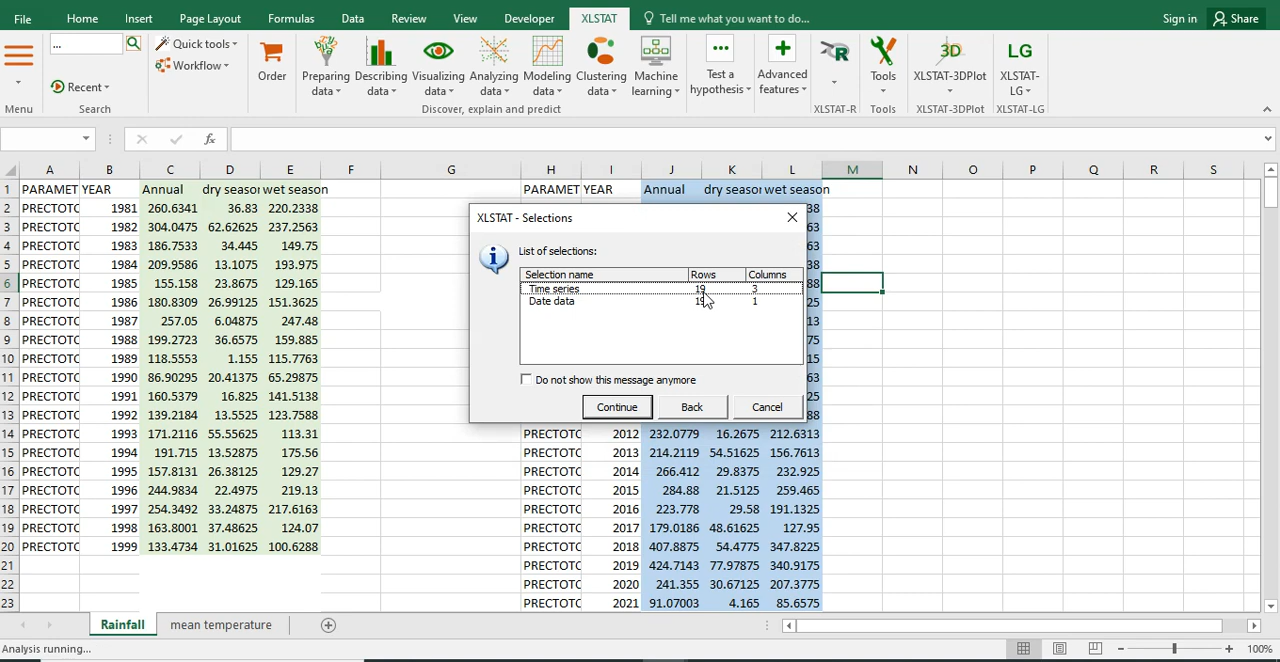 File Home Insert Page Layout Formulas Data Review View Developer XLSTAT Tell me what you want to do... Sign in Share
... Quick tools Workflow Recent
Order Preparing data Describing data Visualizing data Analyzing data Modeling data Clustering data Machine learning Test a hypothesis Advanced features Tools XLSTAT-3DPlot XLSTAT-LG
Menu Search Discover, explain and predict XLSTAT-R Tools XLSTAT-3DPlot XLSTAT-LG
fx
A B C D E F G H I J K L M N O P Q R S
1 PARAMET YEAR Annual dry season wet season PARAMET YEAR Annual dry season wet season
2 PRECTOTC 1981 260.6341 36.83 220.2338 38
3 PRECTOTC 1982 304.0475 62.62625 237.2563 63
4 PRECTOTC 1983 186.7533 34.445 149.75 63
5 PRECTOTC 1984 209.9586 13.1075 193.975 38
6 PRECTOTC 1985 155.158 23.8675 129.165 88
7 PRECTOTC 1986 180.8309 26.99125 151.3625 25
8 PRECTOTC 1987 257.05 6.04875 247.48 13
9 PRECTOTC 1988 199.2723 36.6575 159.885 75
10 PRECTOTC 1989 118.5553 1.155 115.7763 15
11 PRECTOTC 1990 86.90295 20.41375 65.29875 63
12 PRECTOTC 1991 160.5379 16.825 141.5138 25
13 PRECTOTC 1992 139.2184 13.5525 123.7588 88
14 PRECTOTC 1993 171.2116 55.55625 113.31 PRECTOTC 2012 232.0779 16.2675 212.6313
15 PRECTOTC 1994 191.715 13.52875 175.56 PRECTOTC 2013 214.2119 54.51625 156.7613
16 PRECTOTC 1995 157.8131 26.38125 129.27 PRECTOTC 2014 266.412 29.8375 232.925
17 PRECTOTC 1996 244.9834 22.4975 219.13 PRECTOTC 2015 284.88 21.5125 259.465
18 PRECTOTC 1997 254.3492 33.24875 217.6163 PRECTOTC 2016 223.778 29.58 191.1325
19 PRECTOTC 1998 163.8001 37.48625 124.07 PRECTOTC 2017 179.0186 48.61625 127.95
20 PRECTOTC 1999 133.4734 31.01625 100.6288 PRECTOTC 2018 407.8875 54.4775 347.8225
21 PRECTOTC 2019 424.7143 77.97875 340.9175
22 PRECTOTC 2020 241.355 30.67125 207.3775
23 PRECTOTC 2021 91.07003 4.165 85.6575
XLSTAT - Selections
List of selections:
Selection name Rows Columns
Time series 19 3
Date data 19 1
Do not show this message anymore
Continue Back Cancel
Rainfall mean temperature
Analysis running... 100%